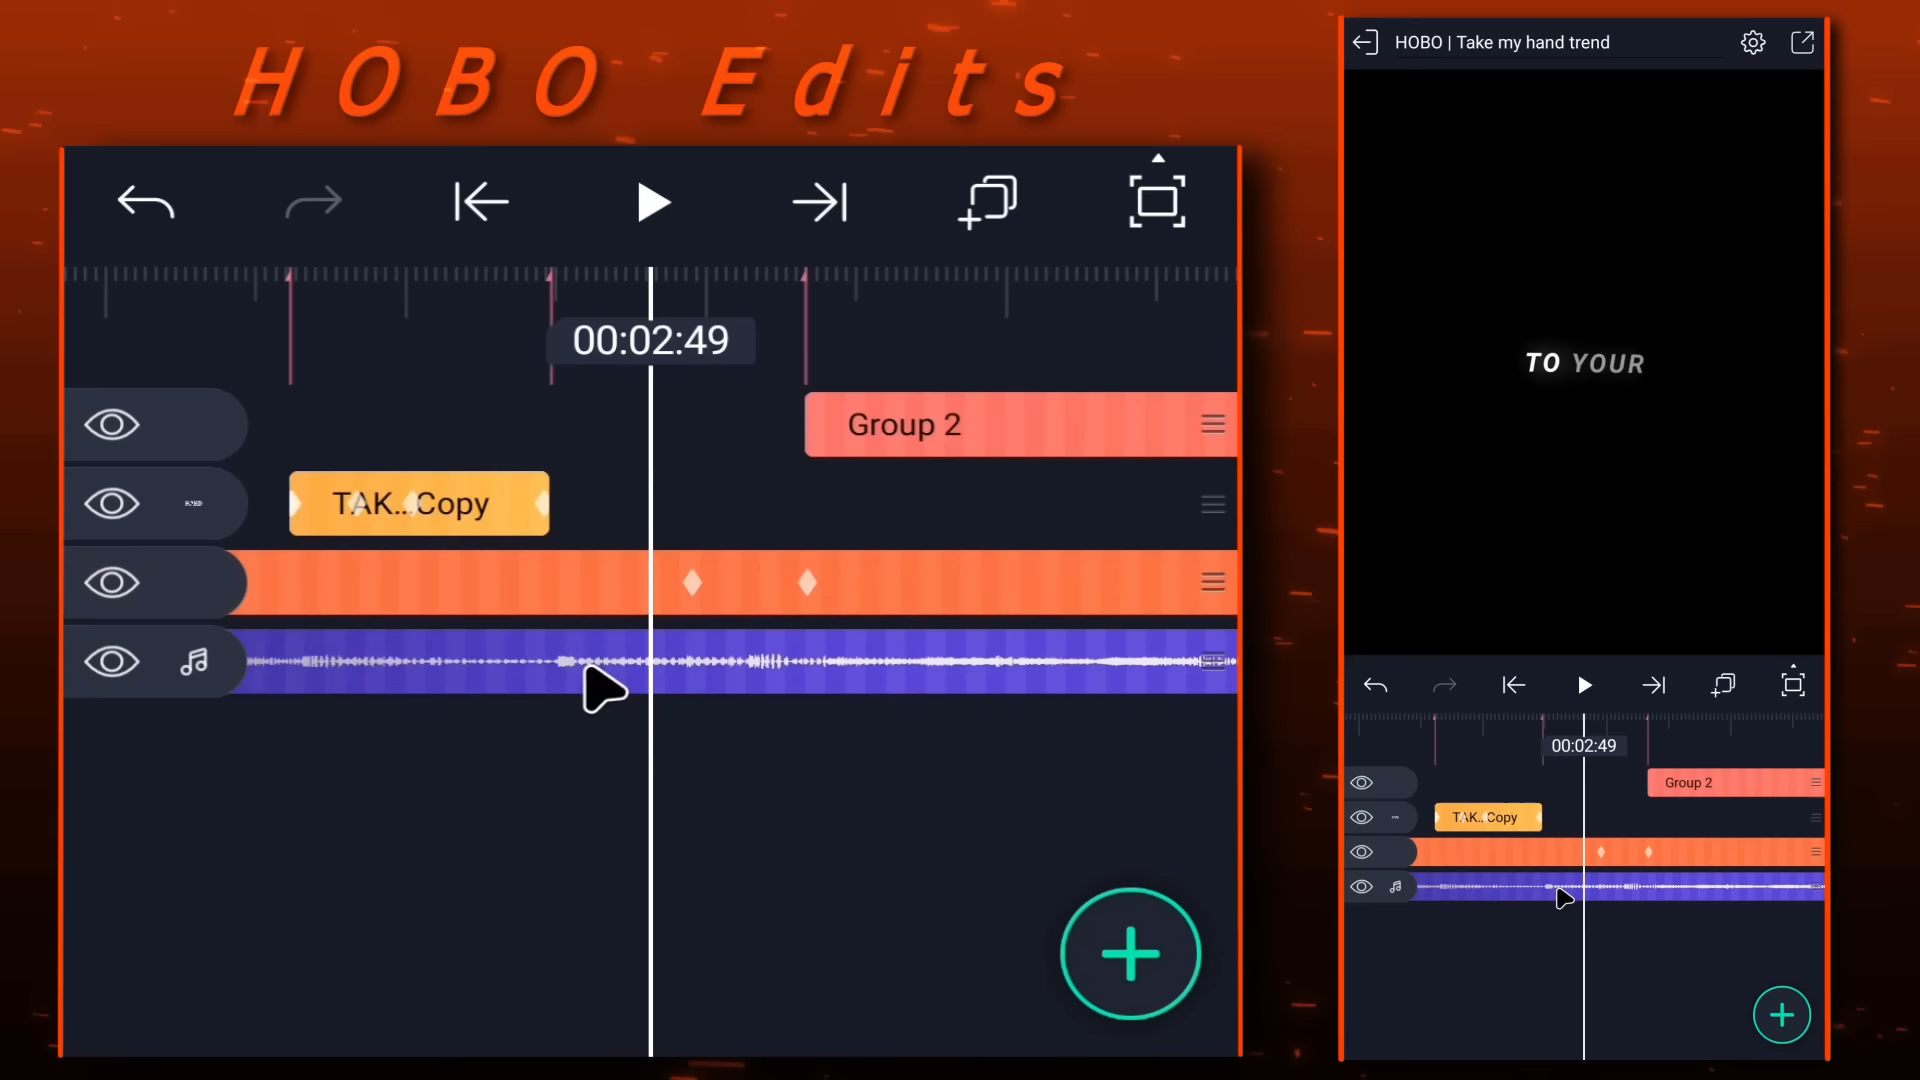 HOBO Edits
00:02:49
Group 2
TAK...Copy
HOBO | Take my hand trend
TO YOUR
00:02:49
Group 2
TAK...Copy